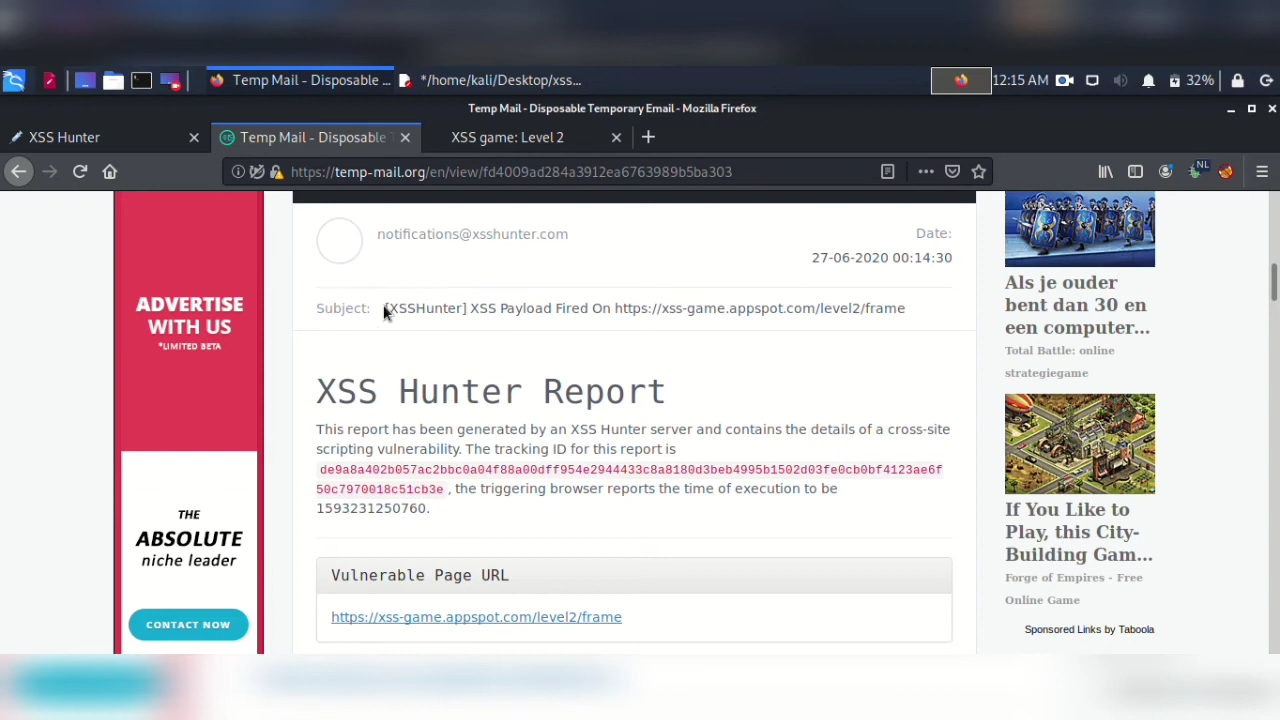 Temp Mail - Disposable ...
*/home/kali/Desktop/xss...
12:15 AM
32%
Temp Mail - Disposable Temporary Email - Mozilla Firefox
XSS Hunter
Temp Mail - Disposable
XSS game: Level 2
https://temp-mail.org/en/view/fd4009ad284a3912ea6763989b5ba303
NL
notifications@xsshunter.com
Date:
27-06-2020 00:14:30
Subject: [XSSHunter] XSS Payload Fired On https://xss-game.appspot.com/level2/frame
XSS Hunter Report
This report has been generated by an XSS Hunter server and contains the details of a cross-site
scripting vulnerability. The tracking ID for this report is
de9a8a402b057ac2bbc0a04f88a00dff954e2944433c8a8180d3beb4995b1502d03fe0cb0bf4123ae6f
50c7970018c51cb3e, the triggering browser reports the time of execution to be
1593231250760.
Vulnerable Page URL
https://xss-game.appspot.com/level2/frame
ADVERTISE
WITH US
*LIMITED BETA
THE
ABSOLUTE
niche leader
CONTACT NOW
Als je ouder
bent dan 30 en
een computer...
Total Battle: online
strategiegame
If You Like to
Play, this City-
Building Gam...
Forge of Empires - Free
Online Game
Sponsored Links by Taboola